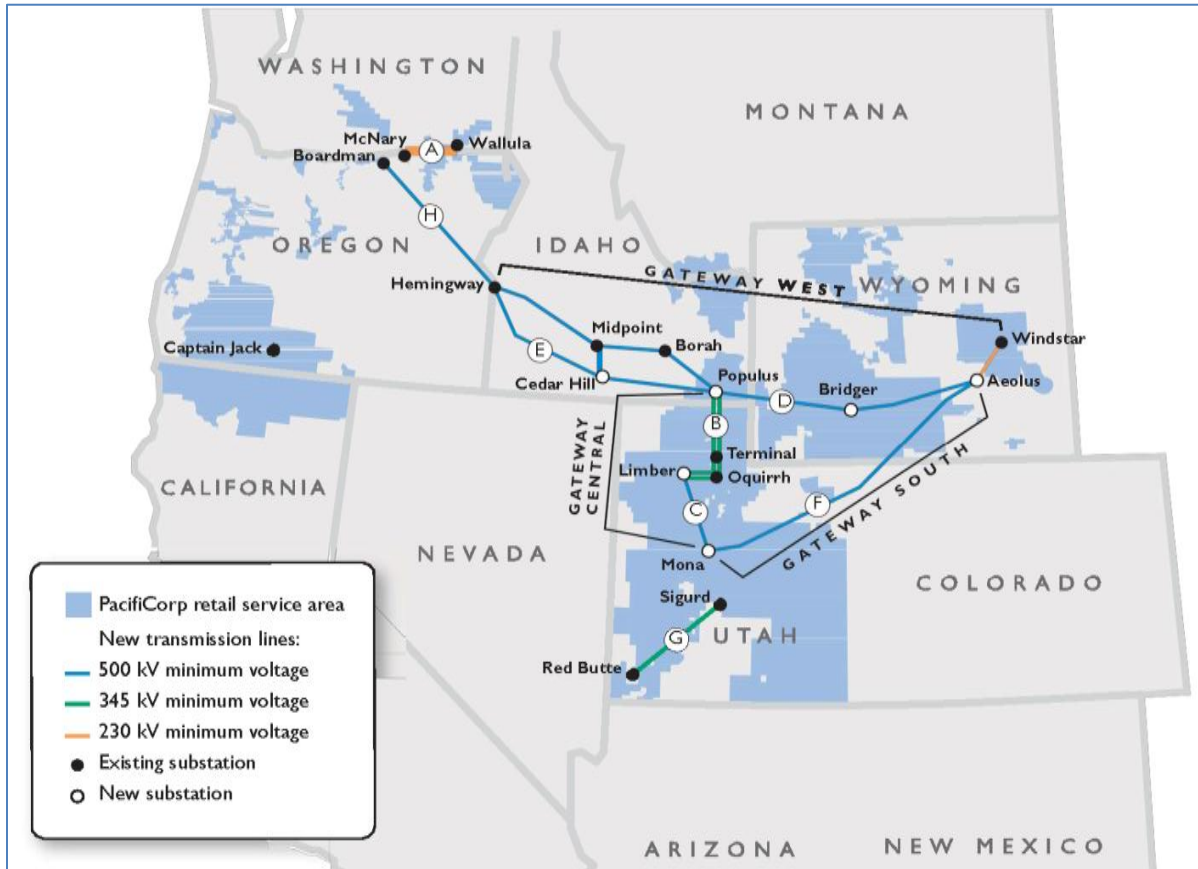 WASHINGTON
MONTANA
McNary
A
Wallula
Boardman
H
OREGON
IDAHO
GATEWAY WEST
WYOMING
Hemingway
Windstar
Midpoint
Borah
Captain Jack
E
Cedar Hill
Populus
Bridger
Aeolus
D
B
GATEWAY
CENTRAL
Terminal
Limber
Oquirrh
CALIFORNIA
C
F
GATEWAY SOUTH
NEVADA
Mona
COLORADO
Sigurd
G
UTAH
Red Butte
PacifiCorp retail service area
New transmission lines:
500 kV minimum voltage
345 kV minimum voltage
230 kV minimum voltage
Existing substation
New substation
ARIZONA
NEW MEXICO